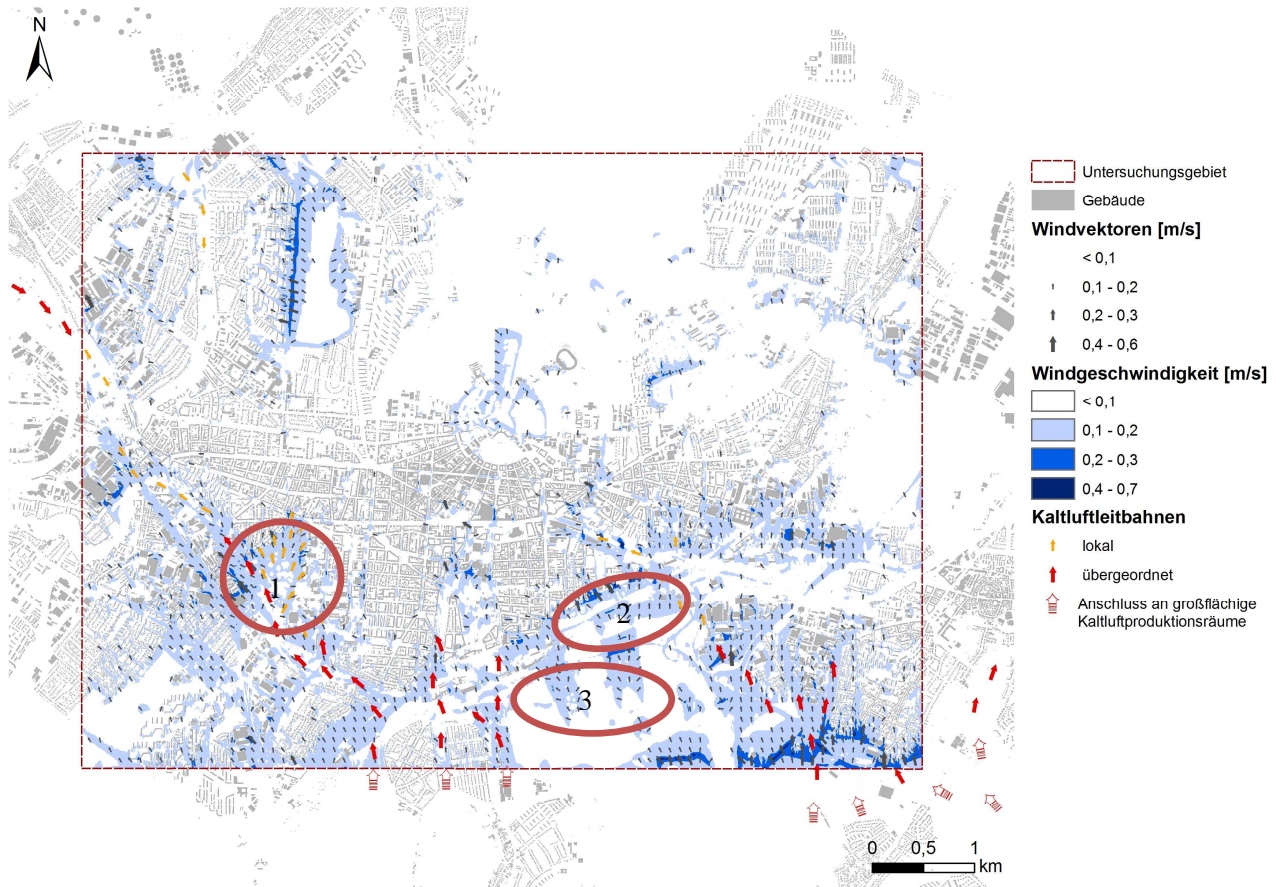 N
1
2
3
Untersuchungsgebiet
Gebäude
Windvektoren [m/s]
< 0,1
0,1 - 0,2
0,2 - 0,3
0,4 - 0,6
Windgeschwindigkeit [m/s]
< 0,1
0,1 - 0,2
0,2 - 0,3
0,4 - 0,7
Kaltluftleitbahnen
lokal
übergeordnet
Anschluss an großflächige
Kaltluftproduktionsräume
0 0,5 1
km